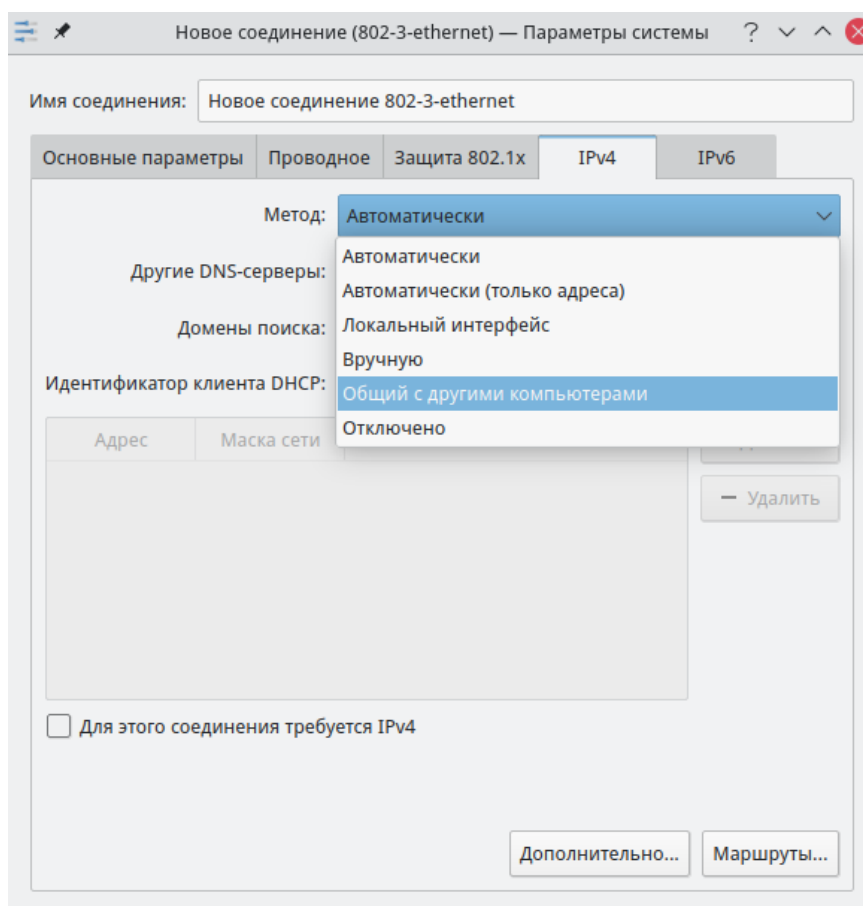 Новое соединение (802-3-ethernet) — Параметры системы
Имя соединения: Новое соединение 802-3-ethernet
Основные параметры Проводное Защита 802.1x IPv4 IPv6
Метод: Автоматически
Автоматически
Другие DNS-серверы:
Автоматически (только адреса)
Домены поиска: Локальный интерфейс
Вручную
Идентификатор клиента DHCP: Общий с другими компьютерами
Адрес Маска сети Отключено
− Удалить
Для этого соединения требуется IPv4
Дополнительно... Маршруты...